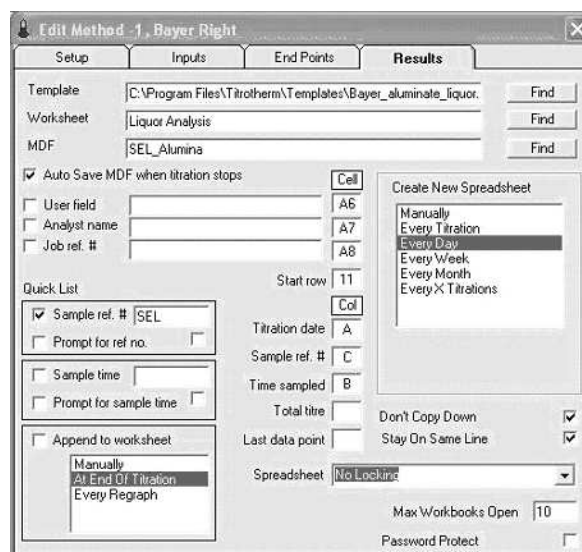 Edit Method -1, Bayer Right
Setup Inputs End Points Results
Template C:\Program Files\Titrotherm\Templates\Bayer_aluminate_liquor. Find
Worksheet Liquor Analysis Find
MDF SEL_Alumina Find
Auto Save MDF when titration stops
Cell
User field A6
Analyst name A7
Job ref. # A8
Start row 11
Col
Quick List
Sample ref. # SEL
Prompt for ref no.
Sample time
Prompt for sample time
Append to worksheet
Manually
At End Of Titration
Every Regraph
Titration date A
Sample ref. # C
Time sampled B
Total titre
Last data point
Create New Spreadsheet
Manually
Every Titration
Every Day
Every Week
Every Month
Every X Titrations
Don't Copy Down
Stay On Same Line
Spreadsheet No Locking
Max Workbooks Open 10
Password Protect